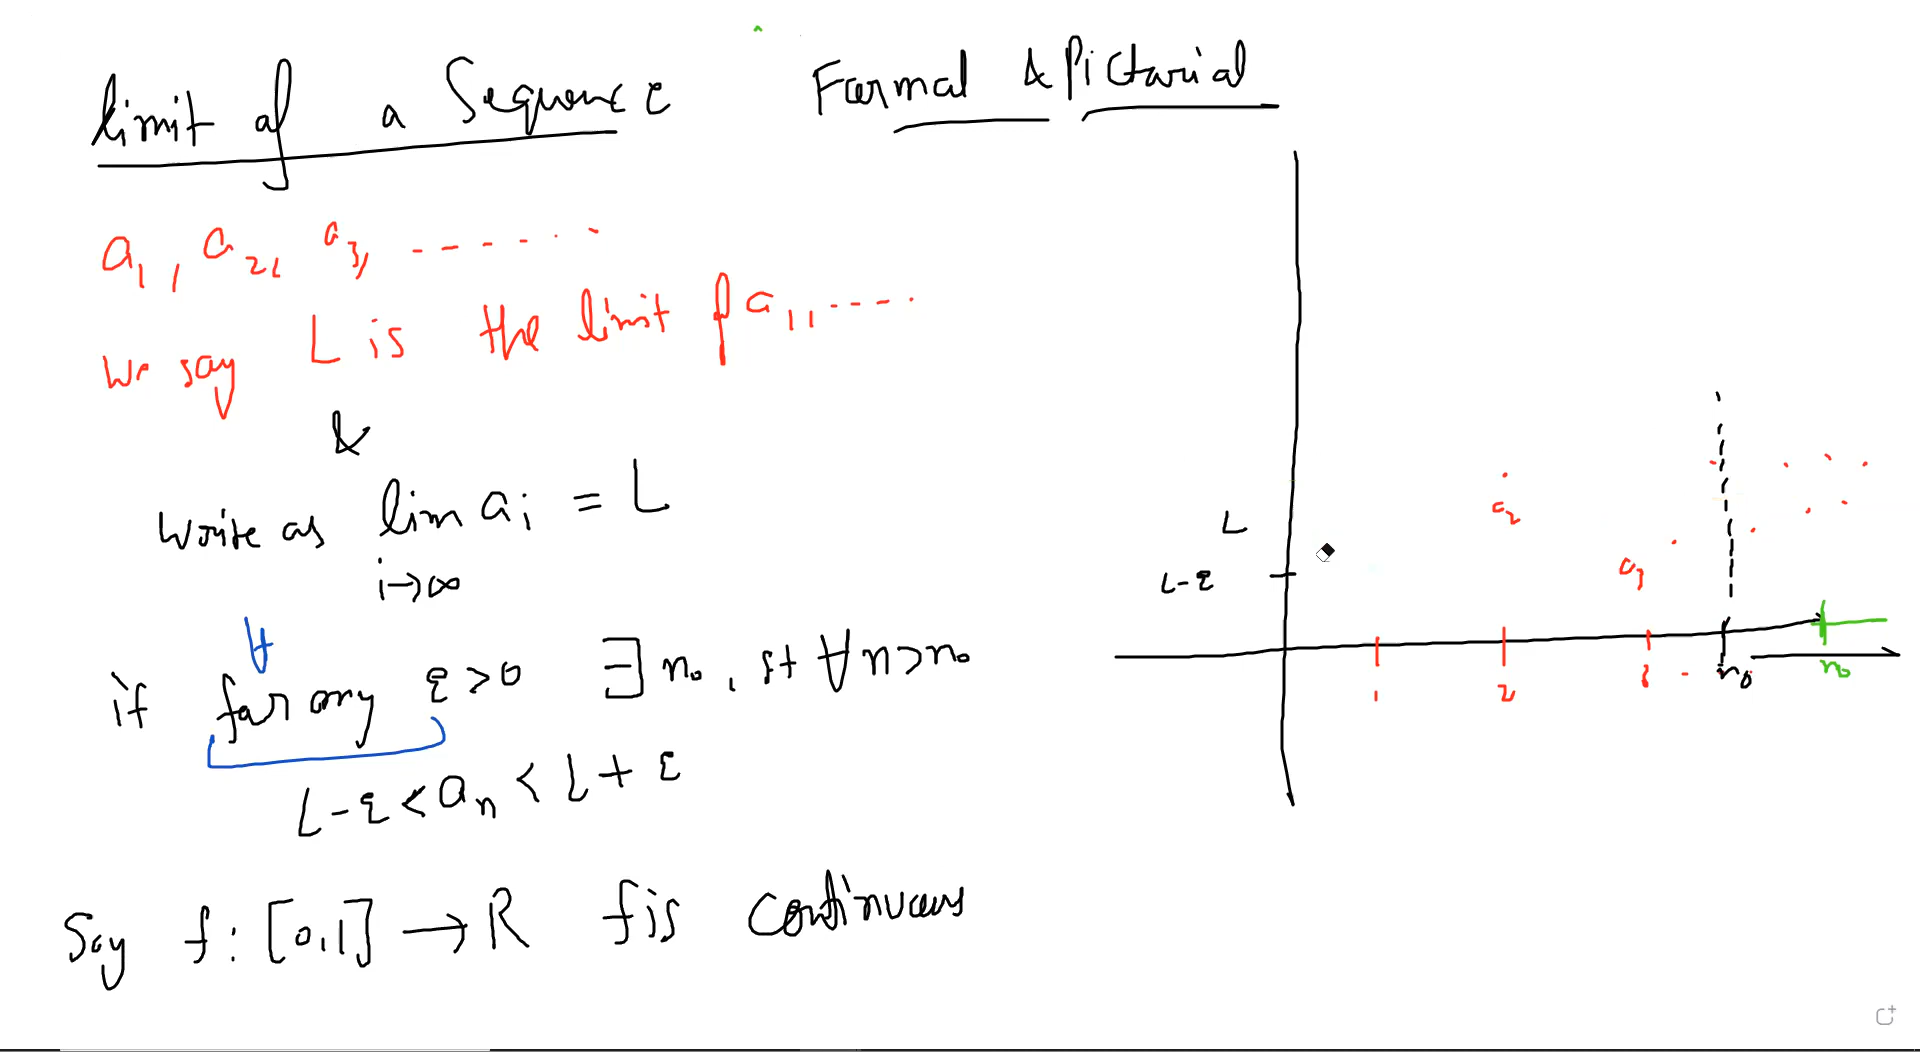 limit of a Sequence
Formal & Pictorial
a₁, a₂, a₃, -------
We say L is the limit of a₁,, ----
&
write as lim aᵢ = L
i→∞
∀
if for any ε > 0 ∃ n₀, st ∀ n > n₀
L - ε < aₙ < L + ε
Say f: [0,1] → R f is continuous
a₂
L
a₃
L - ε
1 2 3 - n₀ n₀